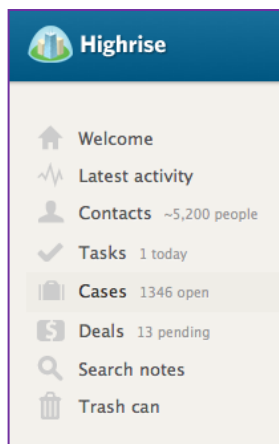 Highrise
Welcome
Latest activity
Contacts ~5,200 people
Tasks 1 today
Cases 1346 open
Deals 13 pending
Search notes
Trash can